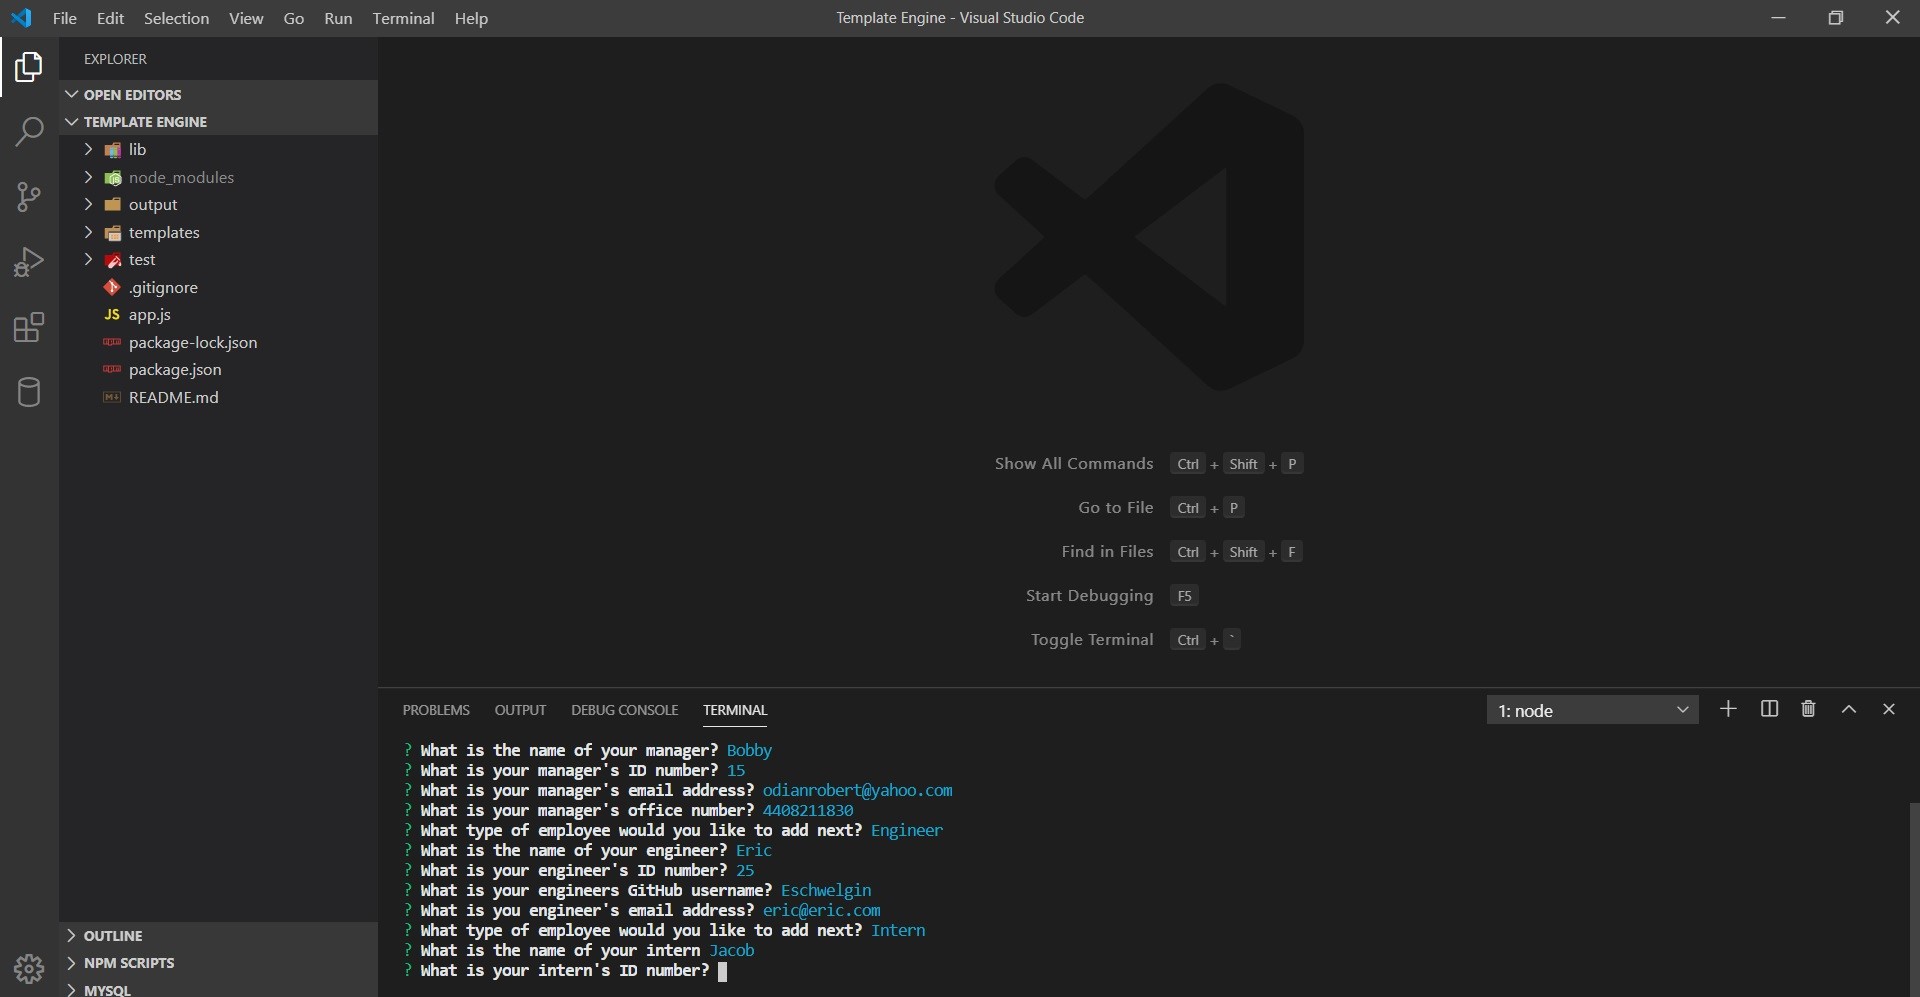 File Edit Selection View Go Run Terminal Help
Template Engine - Visual Studio Code
EXPLORER
OPEN EDITORS
TEMPLATE ENGINE
lib
node_modules
output
templates
test
.gitignore
JS app.js
package-lock.json
package.json
README.md
OUTLINE
NPM SCRIPTS
MYSQL
Show All Commands Ctrl + Shift + P
Go to File Ctrl + P
Find in Files Ctrl + Shift + F
Start Debugging F5
Toggle Terminal Ctrl + `
PROBLEMS OUTPUT DEBUG CONSOLE TERMINAL
1: node
? What is the name of your manager? Bobby
? What is your manager's ID number? 15
? What is your manager's email address? odianrobert@yahoo.com
? What is your manager's office number? 4408211830
? What type of employee would you like to add next? Engineer
? What is the name of your engineer? Eric
? What is your engineer's ID number? 25
? What is your engineers GitHub username? Eschwelgin
? What is you engineer's email address? eric@eric.com
? What type of employee would you like to add next? Intern
? What is the name of your intern Jacob
? What is your intern's ID number?